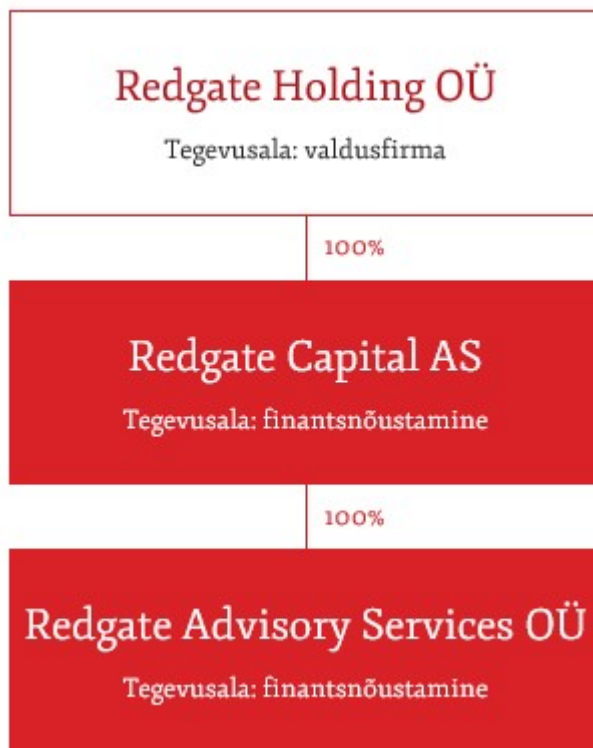 Redgate Holding OÜ
Tegevusala: valdusfirma
100%
Redgate Capital AS
Tegevusala: finantsnõustamine
100%
Redgate Advisory Services OÜ
Tegevusala: finantsnõustamine